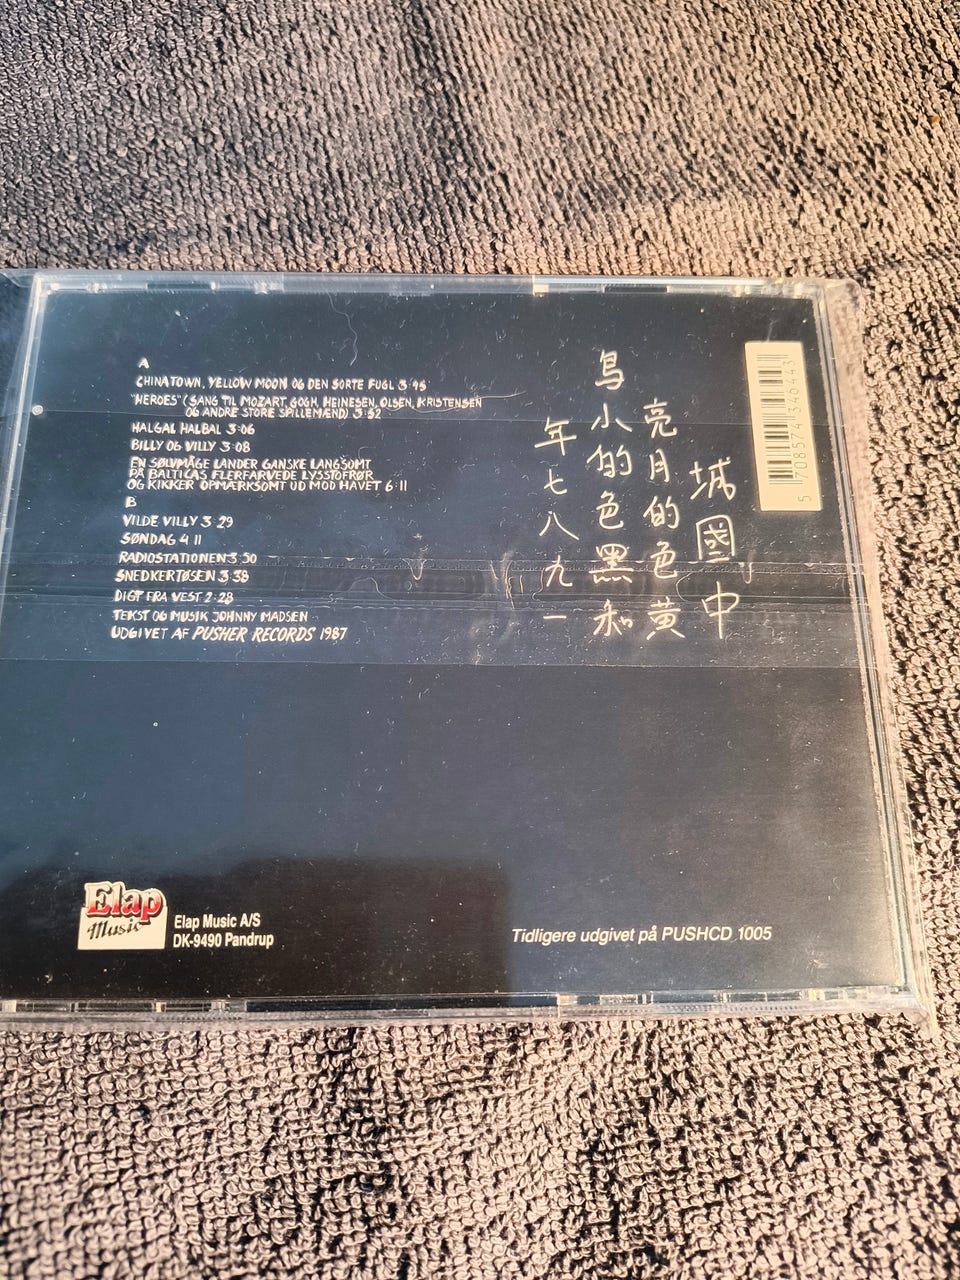 A
CHINATOWN, YELLOW MOON OG DEN SORTE FUGL 3:45
"HEROES" (SANG TIL MOZART, GOGH, HEINESEN, OLSEN, KRISTENSEN
OG ANDRE STORE SPILLEMÆND) 3:52
HALGAL HALBAL 3:06
BILLY OG VILLY 3:08
EN SØLVMÅGE LANDER GANSKE LANGSOMT
PÅ BALTICAS FLERFARVEDE LYSSTOFRØR
OG KIKKER OPMÆRKSOMT UD MOD HAVET 6:11
B
VILDE VILLY 3:29
SØNDAG 4:11
RADIOSTATIONEN 3:50
SNEDKERTØSEN 3:38
DIGT FRA VEST 2:28
TEKST OG MUSIK JOHNNY MADSEN
UDGIVET AF PUSHER RECORDS 1987
中國城
黃色的月亮
和黑色的小鳥
一九八七年
5 708574 346443
Elap
Music
Elap Music A/S
DK-9490 Pandrup
Tidligere udgivet på PUSHCD 1005